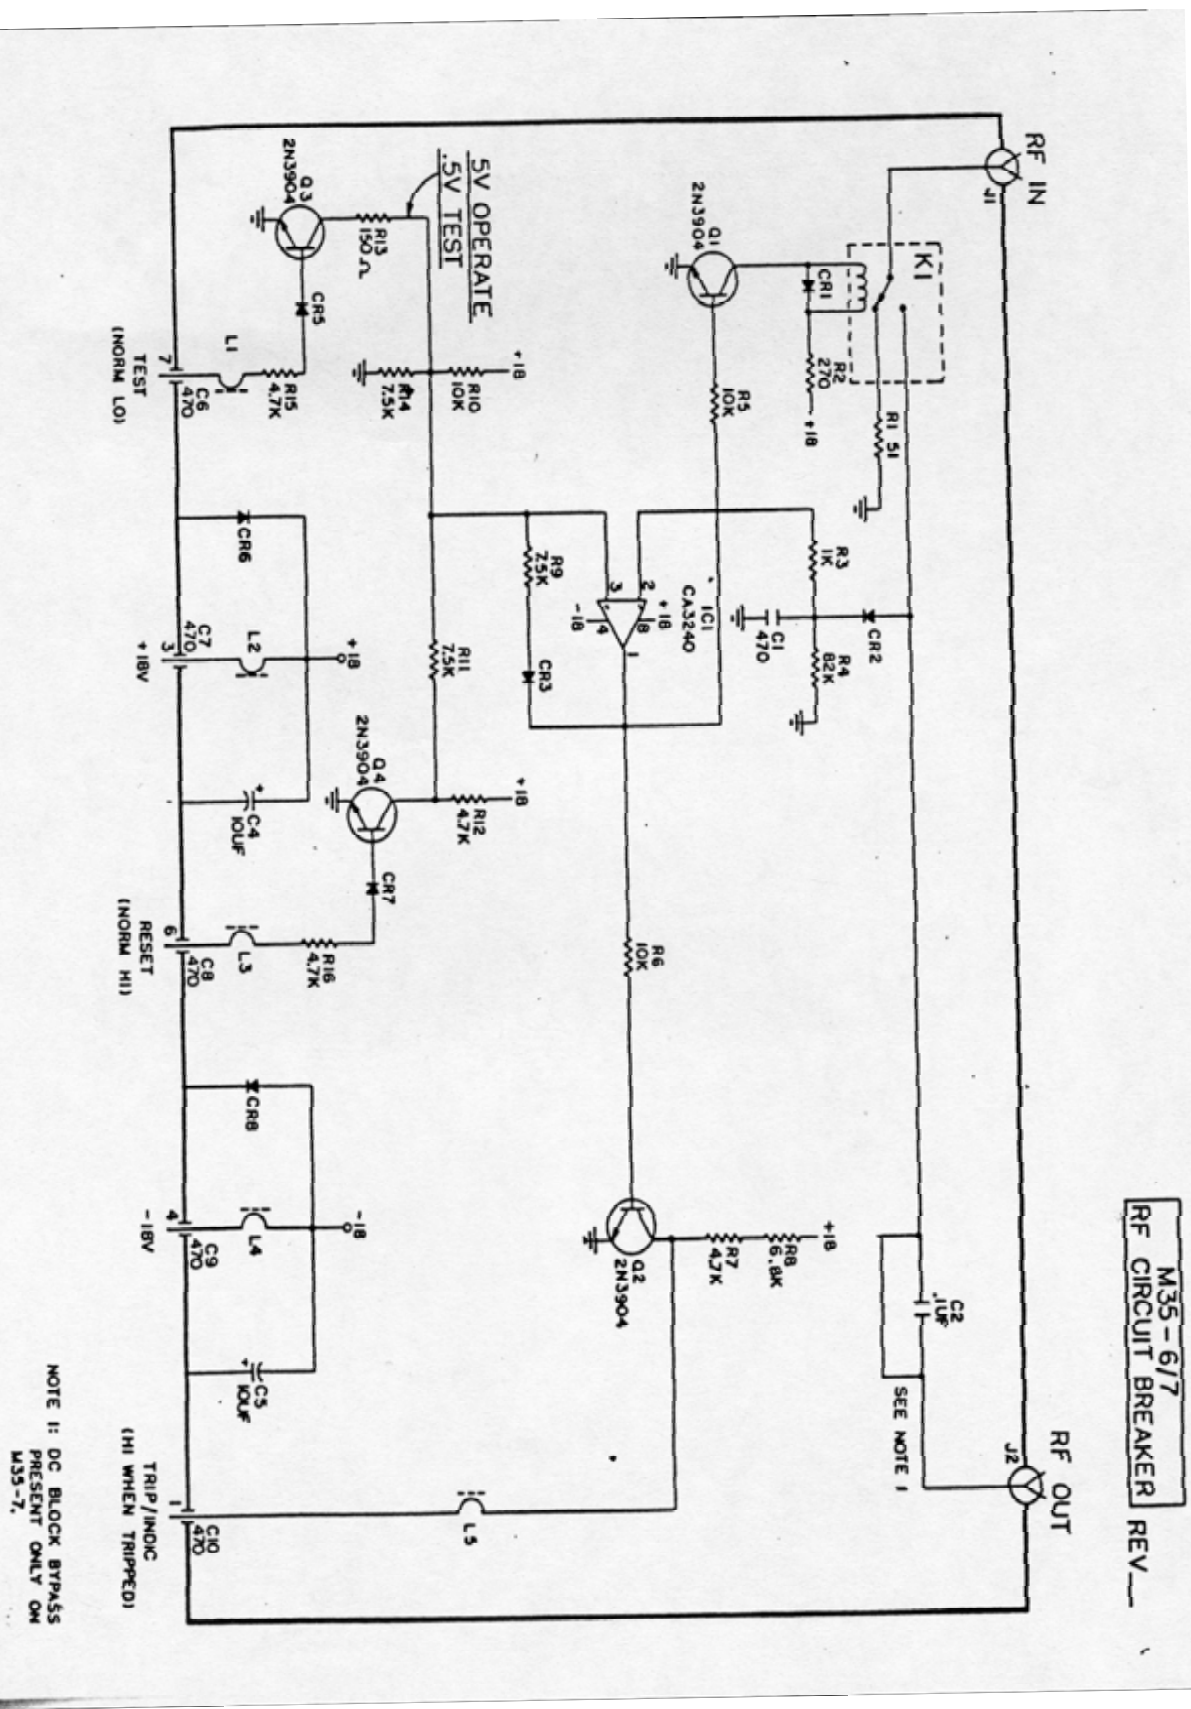 M35-6/7
RF CIRCUIT BREAKER REV
RF IN
J1
K1
R1 51
CR1
R2
270
+18
Q1
2N3904
R5
10K
R3
1K
CR2
R4
82K
C1
470
IC1
CA3240
2
3
+18
8
-18
4
1
R9
7.5K
CR3
5V OPERATE
.5V TEST
R13
150Ω
Q3
2N3904
CR5
R15
4.7K
L1
7
C6
470
TEST
(NORM LO)
+18
R10
10K
R14
7.5K
R11
7.5K
CR6
L2
+18
C7
470
3
+18V
C4
10UF
+
Q4
2N3904
+18
R12
4.7K
CR7
R16
4.7K
L3
6
C8
470
RESET
(NORM HI)
R6
10K
Q2
2N3904
R7
4.7K
R8
6.8K
+18
C2
.1UF
SEE NOTE 1
J2
RF OUT
CR8
L4
-18
4
C9
470
-18V
+
C5
10UF
L5
1
C10
470
TRIP/INDIC
(HI WHEN TRIPPED)
NOTE 1: DC BLOCK BYPASS
PRESENT ONLY ON
M35-7.